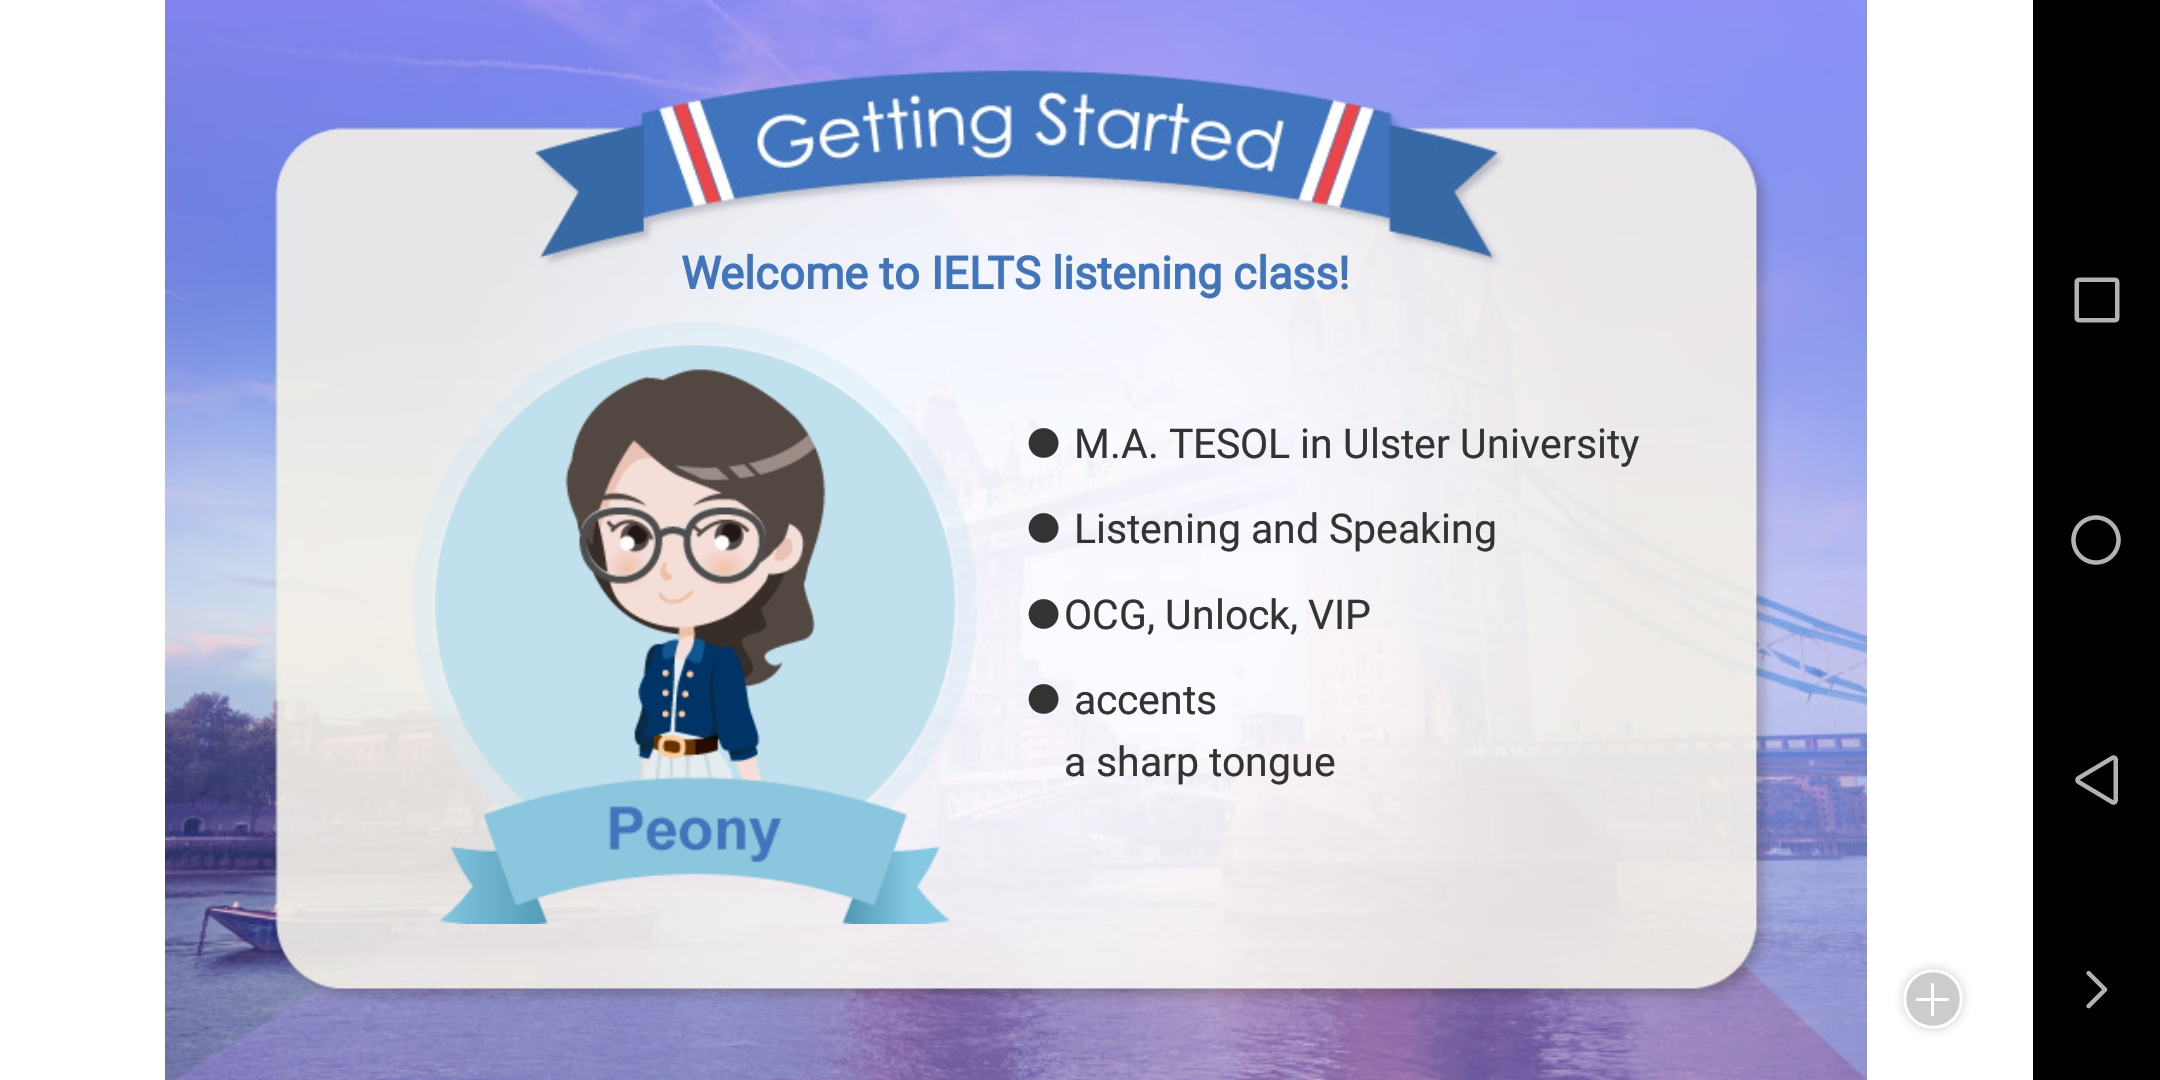 Getting Started
Welcome to IELTS listening class!
● M.A. TESOL in Ulster University
● Listening and Speaking
●OCG, Unlock, VIP
● accents
a sharp tongue
Peony